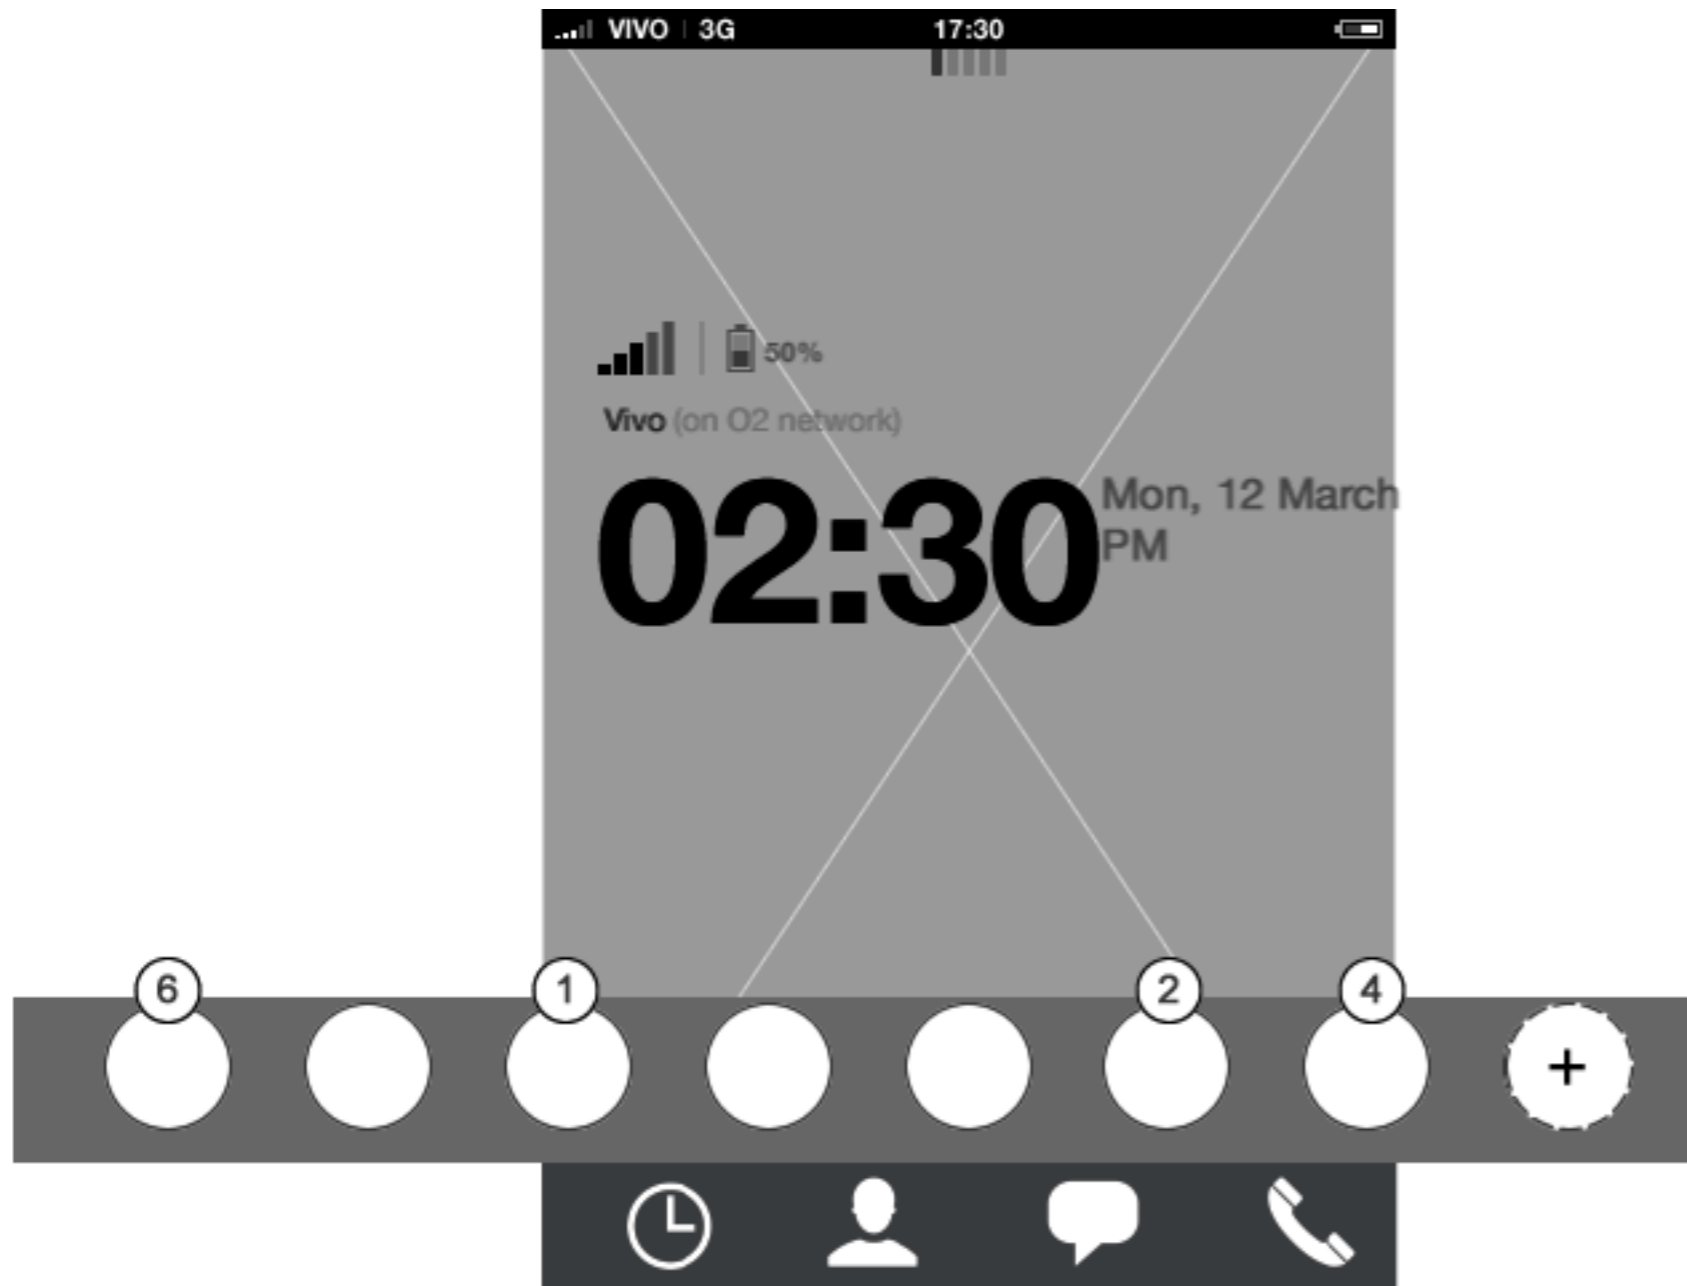 VIVO | 3G 17:30
50%
Vivo (on O2 network)
02:30 Mon, 12 March
PM
6 1 2 4
+